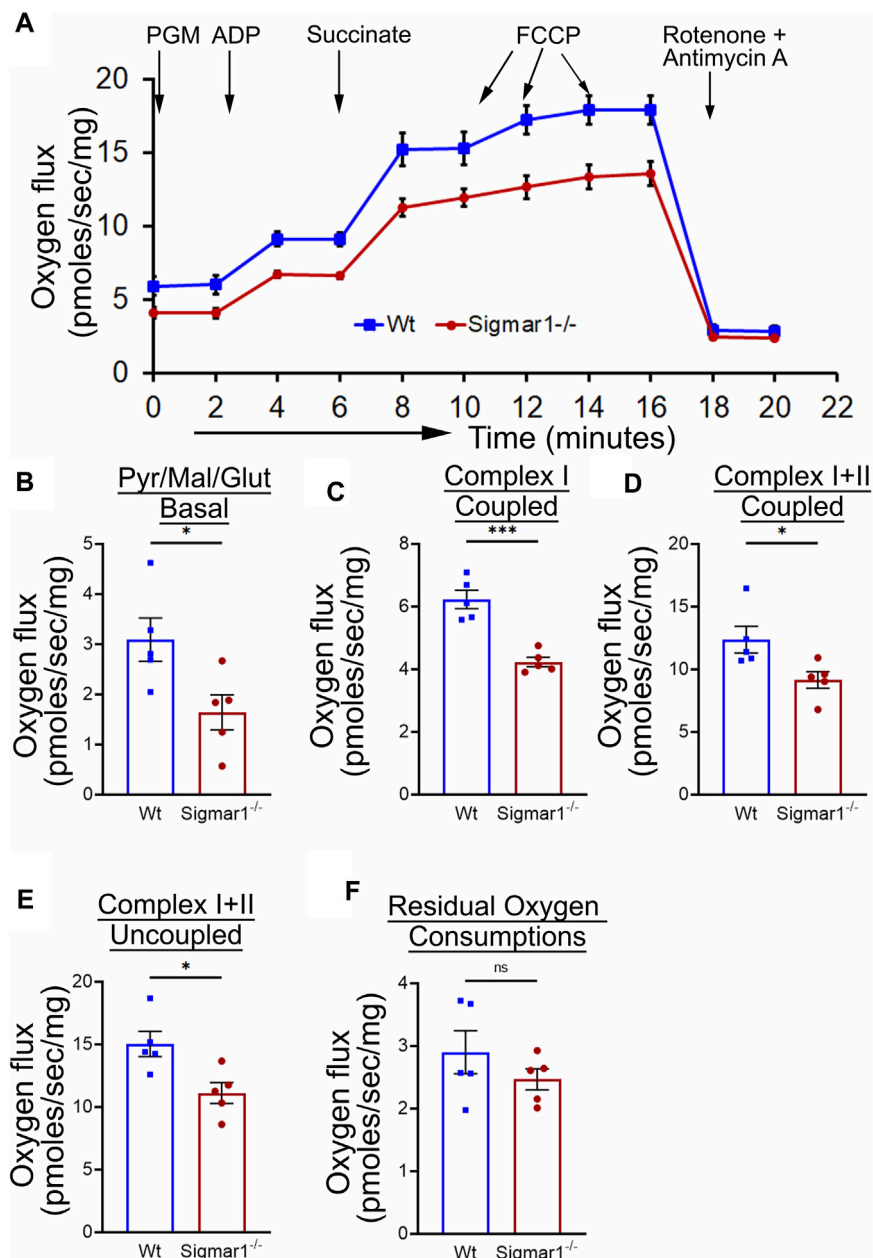 A
PGM ADP Succinate FCCP Rotenone +
Antimycin A
Oxygen flux
(pmoles/sec/mg)
20
15
10
5
0
Wt Sigmar1-/-
0 2 4 6 8 10 12 14 16 18 20 22
Time (minutes)
B
Pyr/Mal/Glut
Basal
*
Oxygen flux
(pmoles/sec/mg)
5
4
3
2
1
0
Wt Sigmar1-/-
C
Complex I
Coupled
***
Oxygen flux
(pmoles/sec/mg)
8
6
4
2
0
Wt Sigmar1-/-
D
Complex I+II
Coupled
*
Oxygen flux
(pmoles/sec/mg)
20
15
10
5
0
Wt Sigmar1-/-
E
Complex I+II
Uncoupled
*
Oxygen flux
(pmoles/sec/mg)
20
15
10
5
0
Wt Sigmar1-/-
F
Residual Oxygen
Consumptions
ns
Oxygen flux
(pmoles/sec/mg)
4
3
2
1
0
Wt Sigmar1-/-